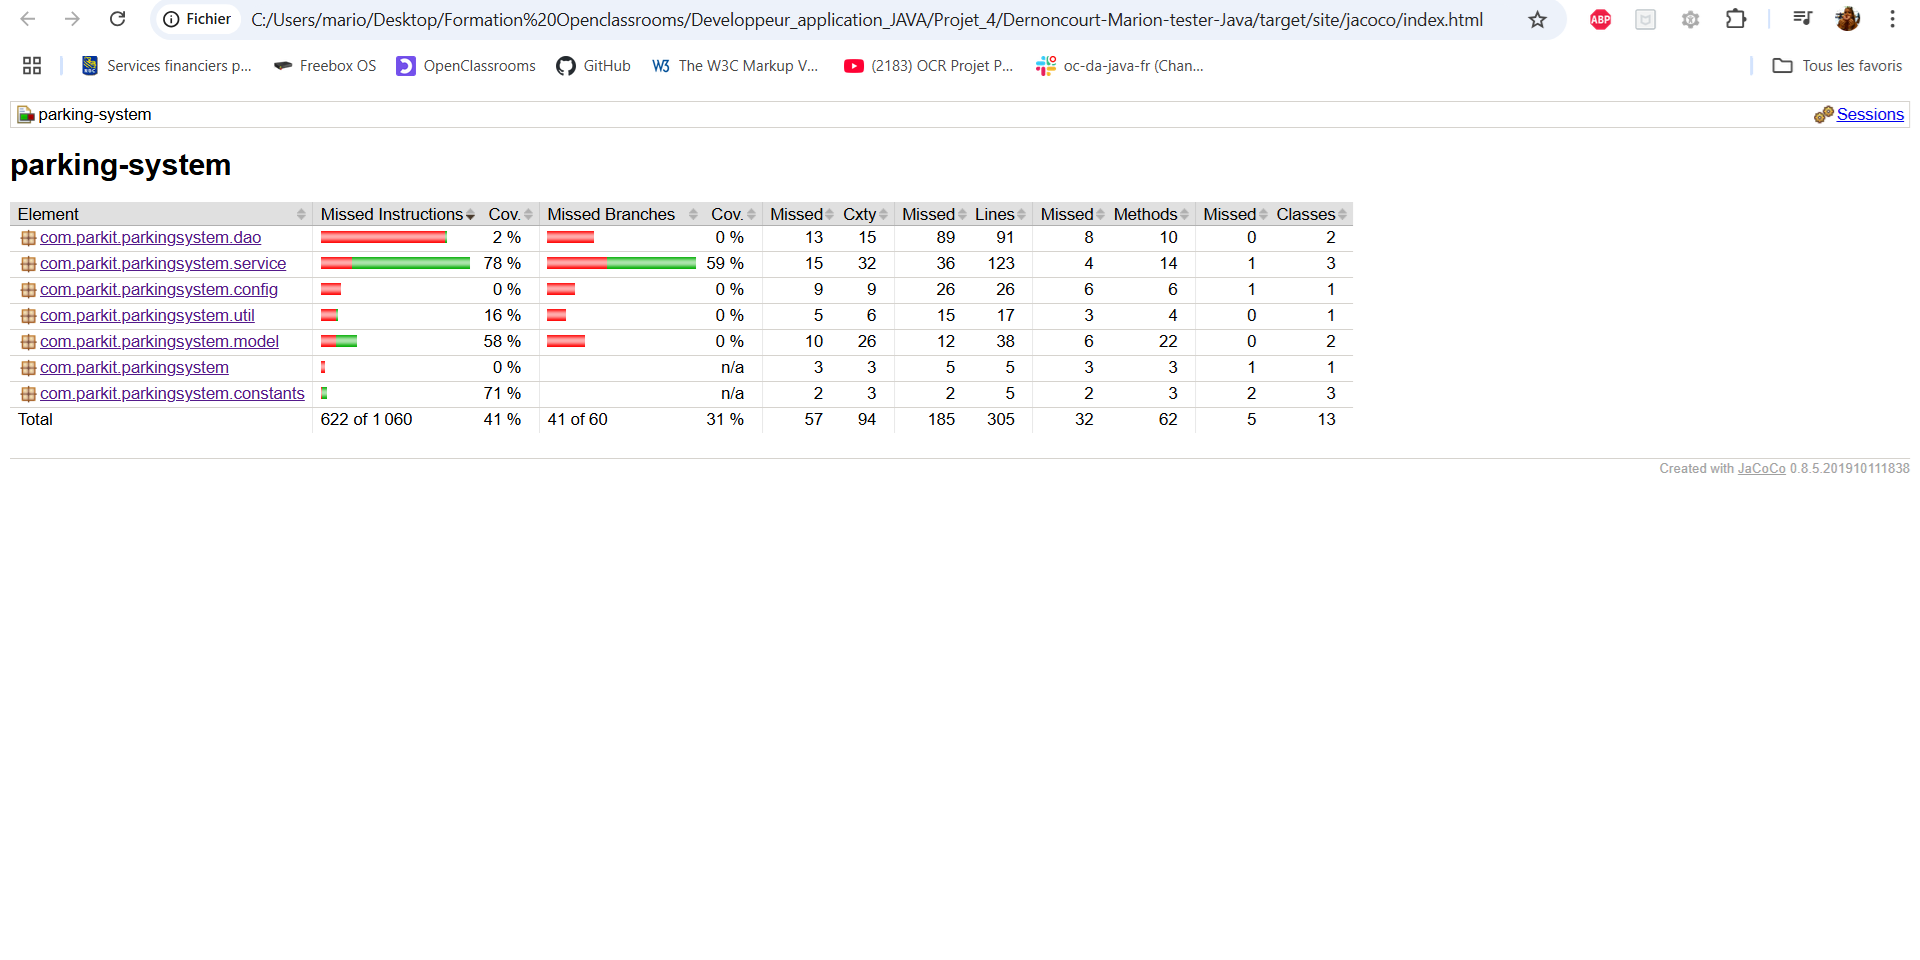 Fichier C:/Users/mario/Desktop/Formation%20Openclassrooms/Developpeur_application_JAVA/Projet_4/Dernoncourt-Marion-tester-Java/target/site/jacoco/index.html ABP
Services financiers p... Freebox OS OpenClassrooms GitHub W3 The W3C Markup V... (2183) OCR Projet P... oc-da-java-fr (Chan... Tous les favoris
parking-system Sessions
parking-system
Element Missed Instructions Cov. Missed Branches Cov. Missed Cxty Missed Lines Missed Methods Missed Classes
com.parkit.parkingsystem.dao 2 % 0 % 13 15 89 91 8 10 0 2
com.parkit.parkingsystem.service 78 % 59 % 15 32 36 123 4 14 1 3
com.parkit.parkingsystem.config 0 % 0 % 9 9 26 26 6 6 1 1
com.parkit.parkingsystem.util 16 % 0 % 5 6 15 17 3 4 0 1
com.parkit.parkingsystem.model 58 % 0 % 10 26 12 38 6 22 0 2
com.parkit.parkingsystem 0 % n/a 3 3 5 5 3 3 1 1
com.parkit.parkingsystem.constants 71 % n/a 2 3 2 5 2 3 2 3
Total 622 of 1 060 41 % 41 of 60 31 % 57 94 185 305 32 62 5 13
Created with JaCoCo 0.8.5.201910111838